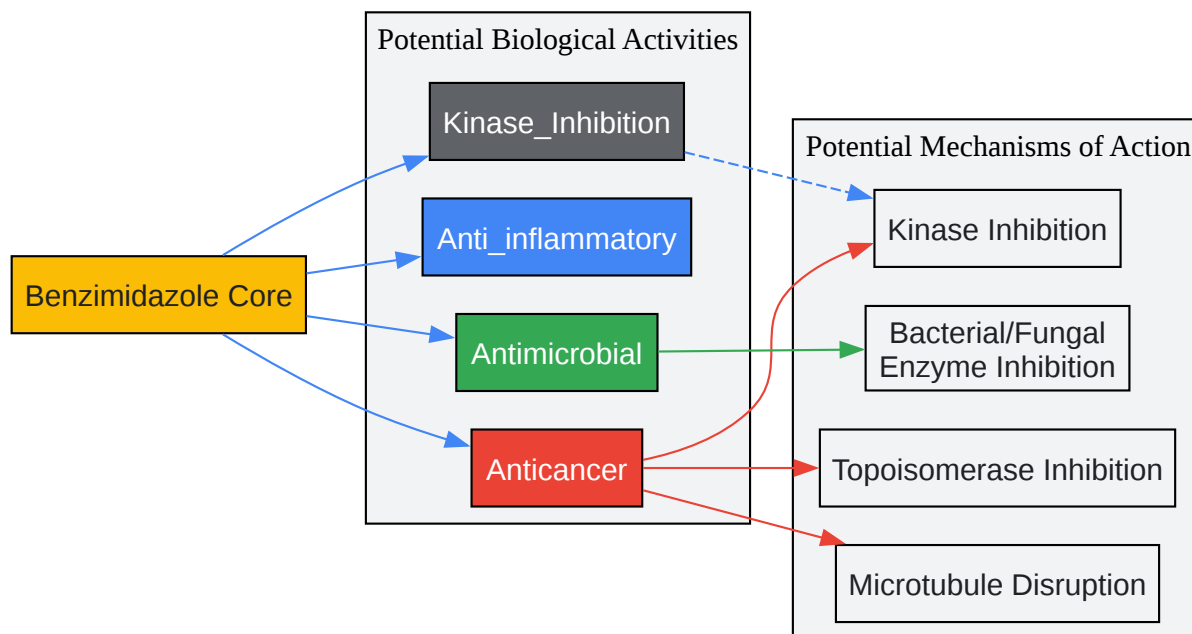 Potential Biological Activities
Kinase_Inhibition
Anti_inflammatory
Antimicrobial
Anticancer
Benzimidazole Core
Potential Mechanisms of Action
Kinase Inhibition
Bacterial/Fungal
Enzyme Inhibition
Topoisomerase Inhibition
Microtubule Disruption